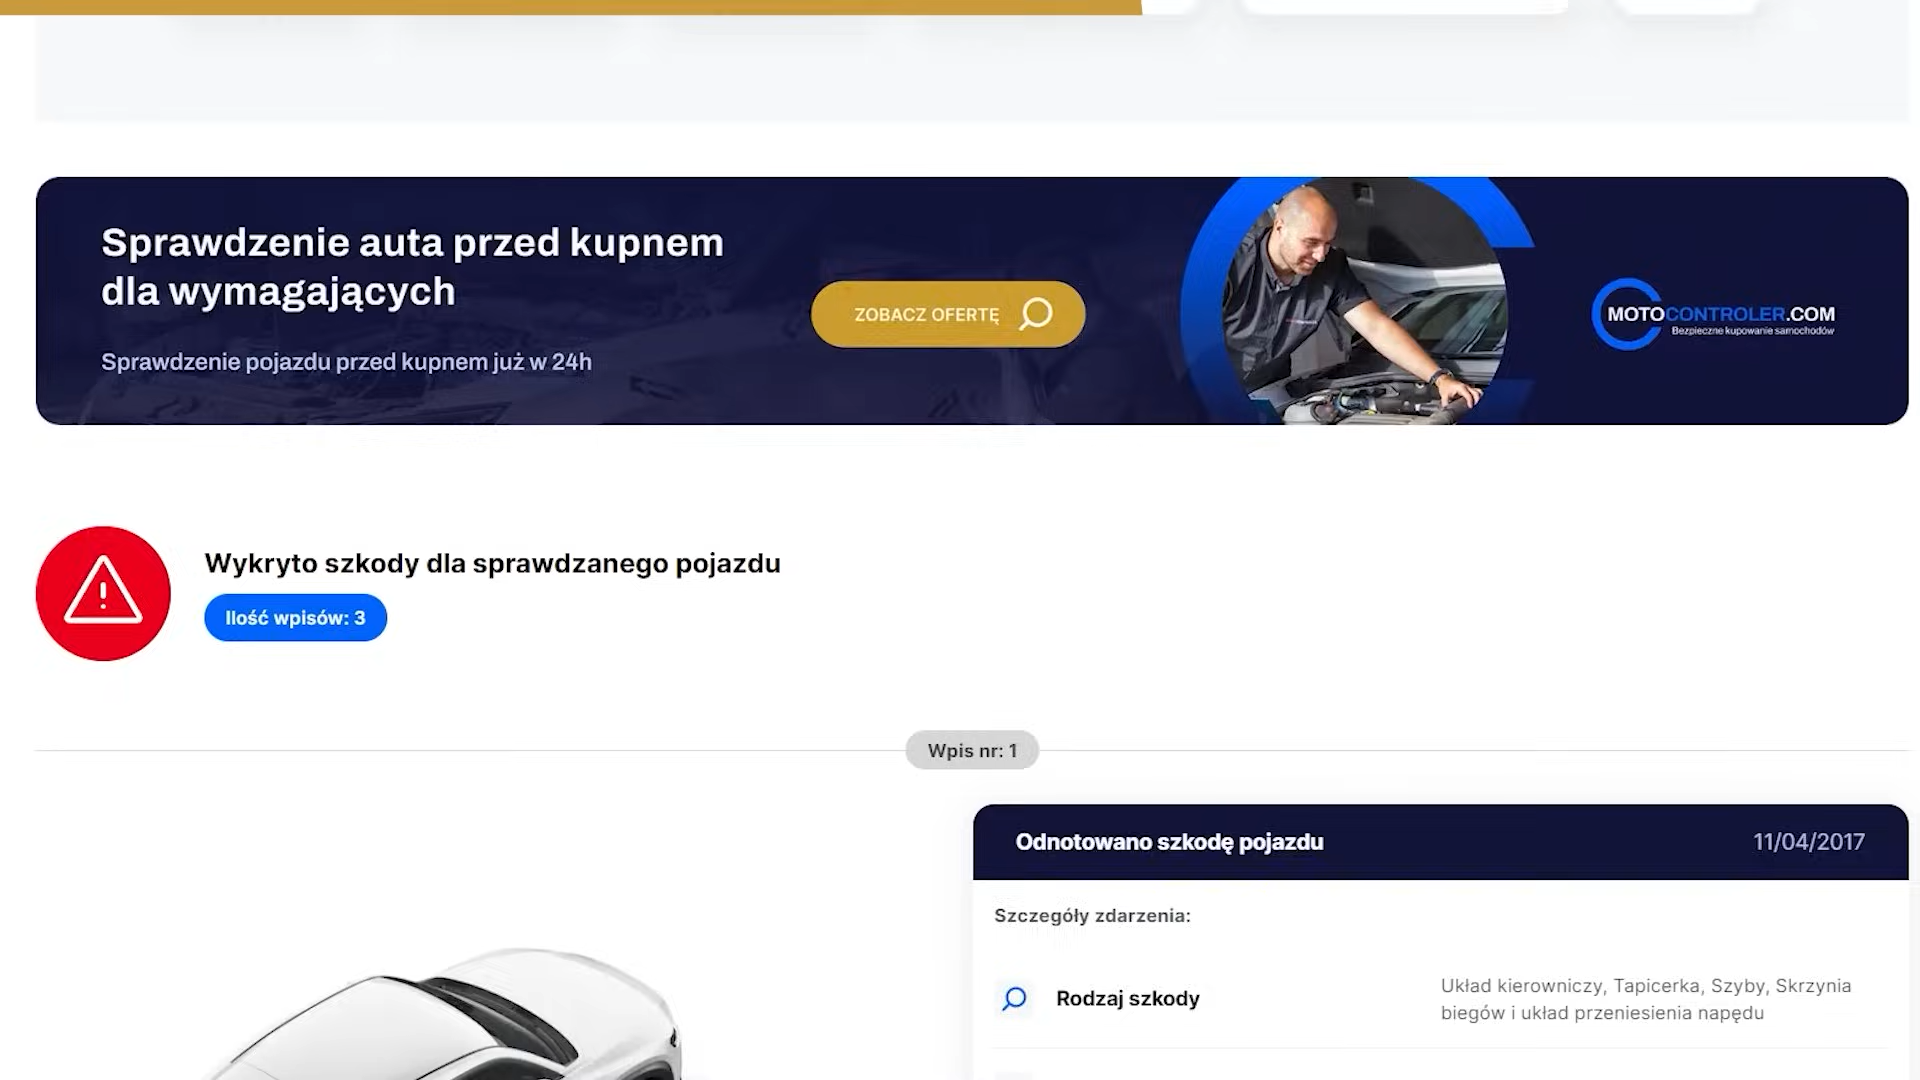 Sprawdzenie auta przed kupnem
dla wymagających
Sprawdzenie pojazdu przed kupnem już w 24h
ZOBACZ OFERTĘ
MOTOCONTROLER.COM
Bezpieczne kupowanie samochodów
Wykryto szkody dla sprawdzanego pojazdu
Ilość wpisów: 3
Wpis nr: 1
Odnotowano szkodę pojazdu
11/04/2017
Szczegóły zdarzenia:
Rodzaj szkody
Układ kierowniczy, Tapicerka, Szyby, Skrzynia
biegów i układ przeniesienia napędu